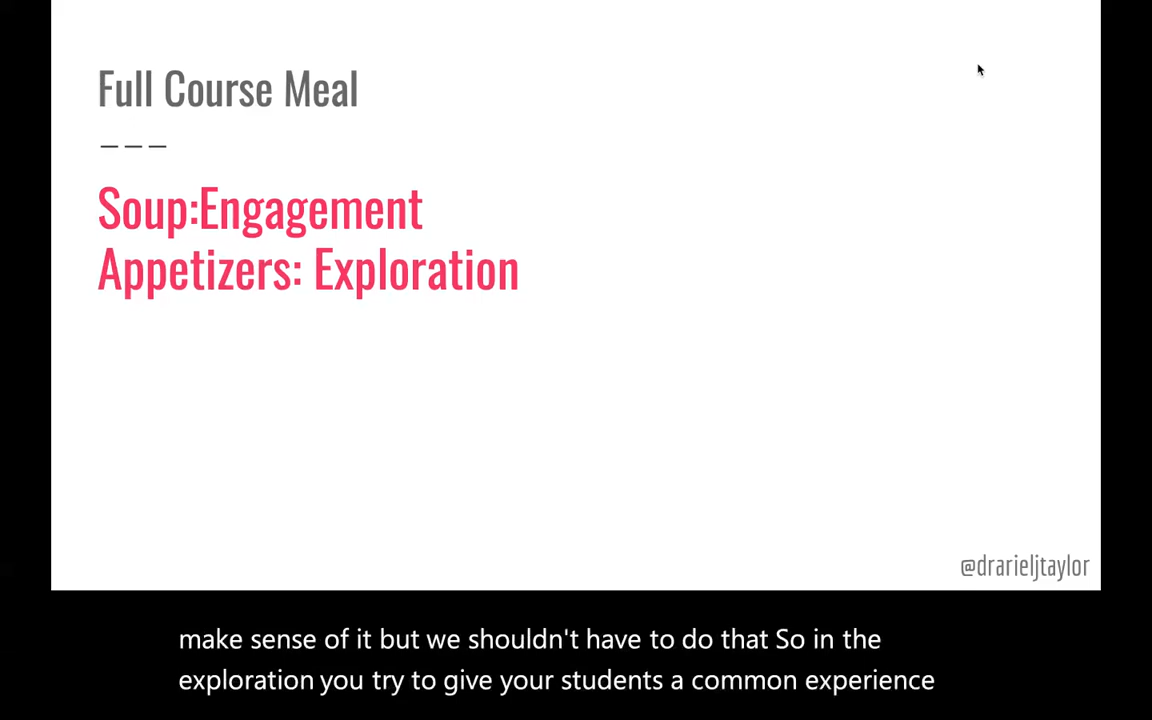 Full Course Meal
---
Soup:Engagement
Appetizers: Exploration
@drarieljtaylor
make sense of it but we shouldn't have to do that So in the
exploration you try to give your students a common experience